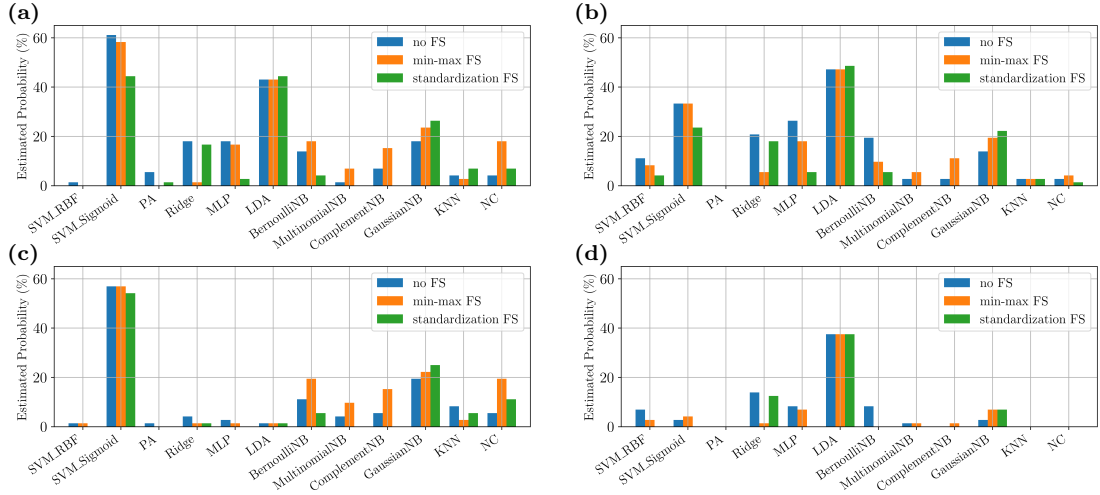 (a)
Estimated Probability (%)
60
40
20
0
no FS
min-max FS
standardization FS
SVM_RBF
SVM_Sigmoid
PA
Ridge
MLP
LDA
BernoulliNB
MultinomialNB
ComplementNB
GaussianNB
KNN
NC
(b)
Estimated Probability (%)
60
40
20
0
no FS
min-max FS
standardization FS
SVM_RBF
SVM_Sigmoid
PA
Ridge
MLP
LDA
BernoulliNB
MultinomialNB
ComplementNB
GaussianNB
KNN
NC
(c)
Estimated Probability (%)
60
40
20
0
no FS
min-max FS
standardization FS
SVM_RBF
SVM_Sigmoid
PA
Ridge
MLP
LDA
BernoulliNB
MultinomialNB
ComplementNB
GaussianNB
KNN
NC
(d)
Estimated Probability (%)
60
40
20
0
no FS
min-max FS
standardization FS
SVM_RBF
SVM_Sigmoid
PA
Ridge
MLP
LDA
BernoulliNB
MultinomialNB
ComplementNB
GaussianNB
KNN
NC